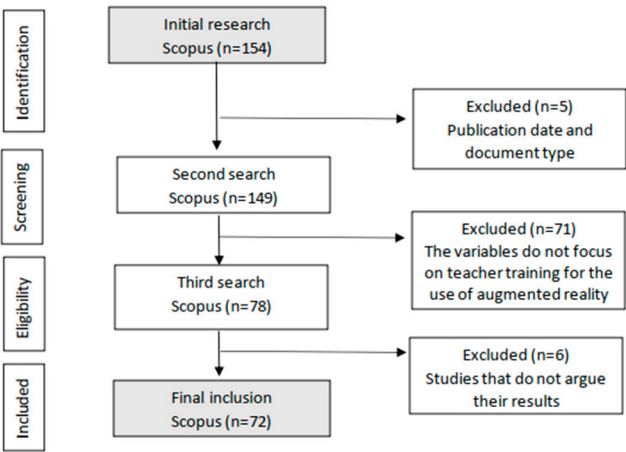 Identification
Initial research
Scopus (n=154)
Excluded (n=5)
Publication date and
document type
Screening
Second search
Scopus (n=149)
Excluded (n=71)
The variables do not focus
on teacher training for the
use of augmented reality
Eligibility
Third search
Scopus (n=78)
Excluded (n=6)
Studies that do not argue
their results
Included
Final inclusion
Scopus (n=72)